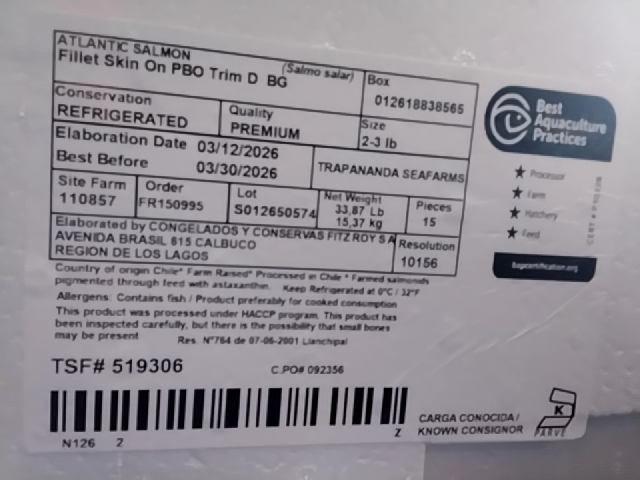 ATLANTIC SALMON
(Salmo salar)
Fillet Skin On PBO Trim D BG
Box
012618838565
Conservation
REFRIGERATED
Quality
PREMIUM
Size
2-3 lb
Elaboration Date 03/12/2026
Best Before 03/30/2026
TRAPANANDA SEAFARMS
Site Farm
110857
Order
FR150995
Lot
S012650574
Net Weight
33,87 Lb
15,37 kg
Pieces
15
Elaborated by CONGELADOS Y CONSERVAS FITZROY S A
AVENIDA BRASIL 615 CALBUCO
REGION DE LOS LAGOS
Resolution
10156
Country of origin Chile* Farm Raised* Processed in Chile * Farmed salmonids
pigmented through feed with astaxanthin. Keep Refrigerated at 0°C / 32°F
Allergens: Contains fish / Product preferably for cooked consumption
This product was processed under HACCP program. This product has
been inspected carefully, but there is the possibility that small bones
may be present Res. N°764 de 07-06-2001 Llanchipal
TSF# 519306
C.PO# 092356
N126 2
Z
CARGA CONOCIDA /
KNOWN CONSIGNOR
K
PARVE
Best
Aquaculture
Practices
Processor
Farm
Hatchery
Feed
bapcertification.org